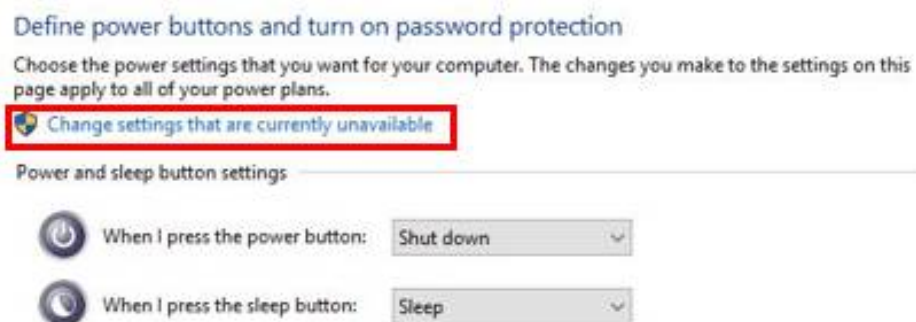 Define power buttons and turn on password protection
Choose the power settings that you want for your computer. The changes you make to the settings on this
page apply to all of your power plans.
Change settings that are currently unavailable
Power and sleep button settings
When I press the power button: Shut down
When I press the sleep button: Sleep